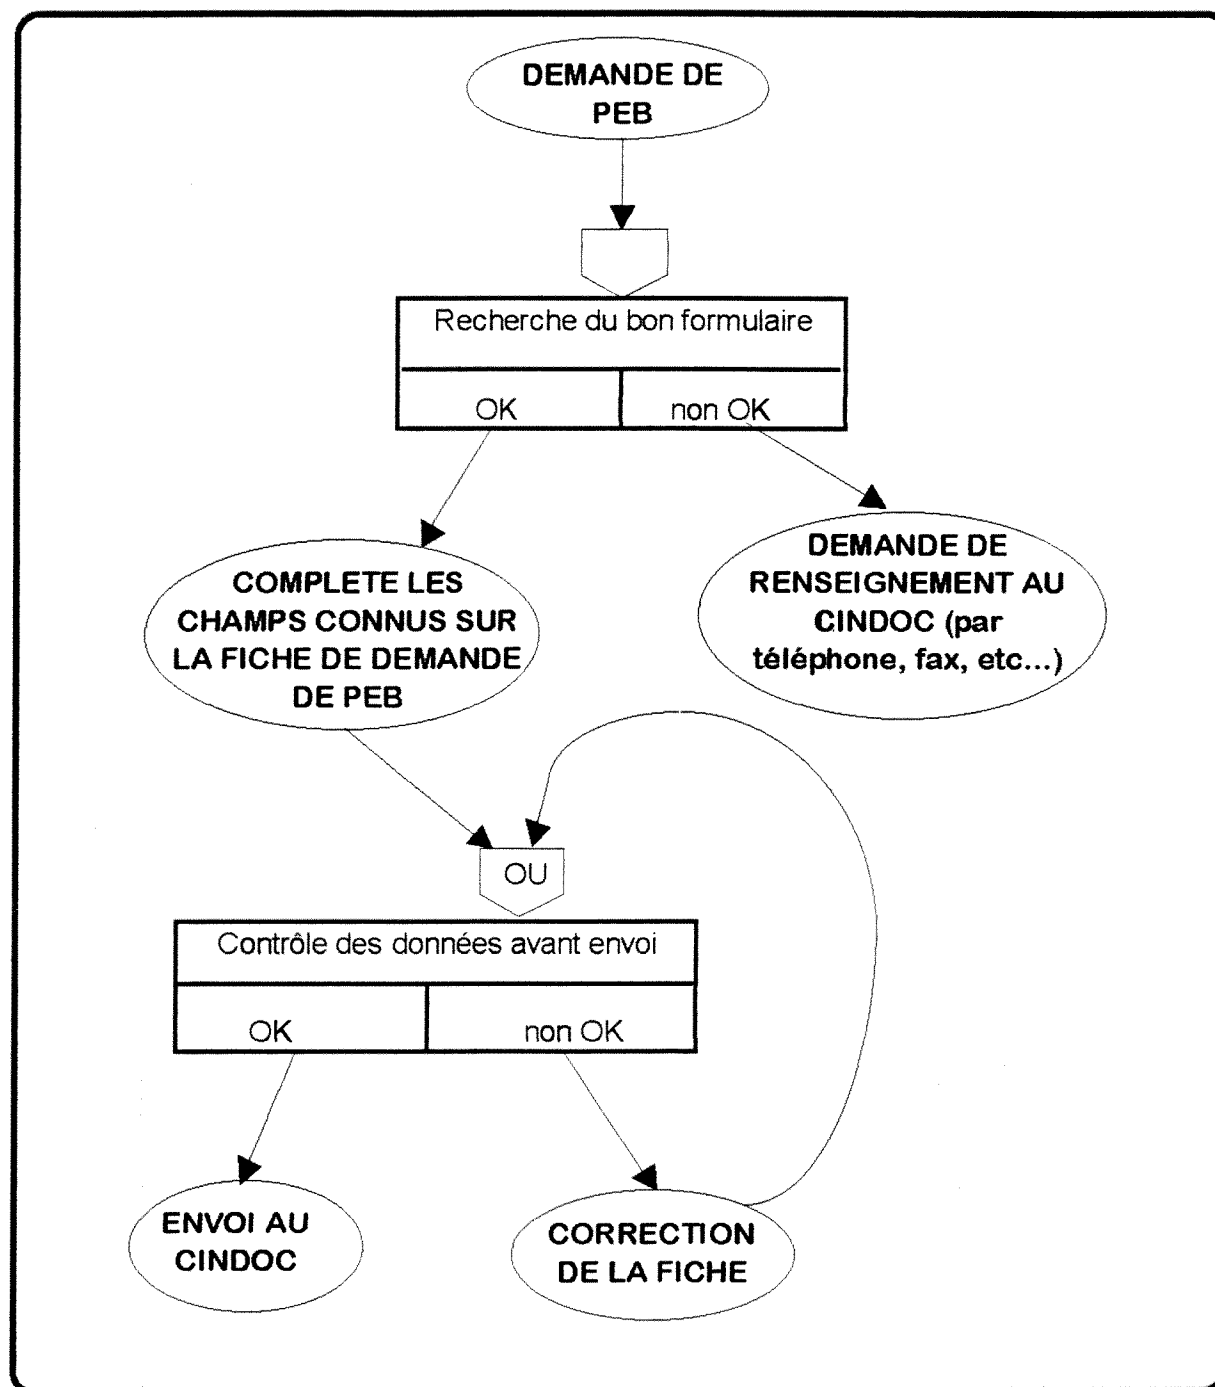 DEMANDE DE
PEB
Recherche du bon formulaire
OK
non OK
COMPLETE LES
CHAMPS CONNUS SUR
LA FICHE DE DEMANDE
DE PEB
DEMANDE DE
RENSEIGNEMENT AU
CINDOC (par
téléphone, fax, etc...)
OU
Contrôle des données avant envoi
OK
non OK
ENVOI AU
CINDOC
CORRECTION
DE LA FICHE